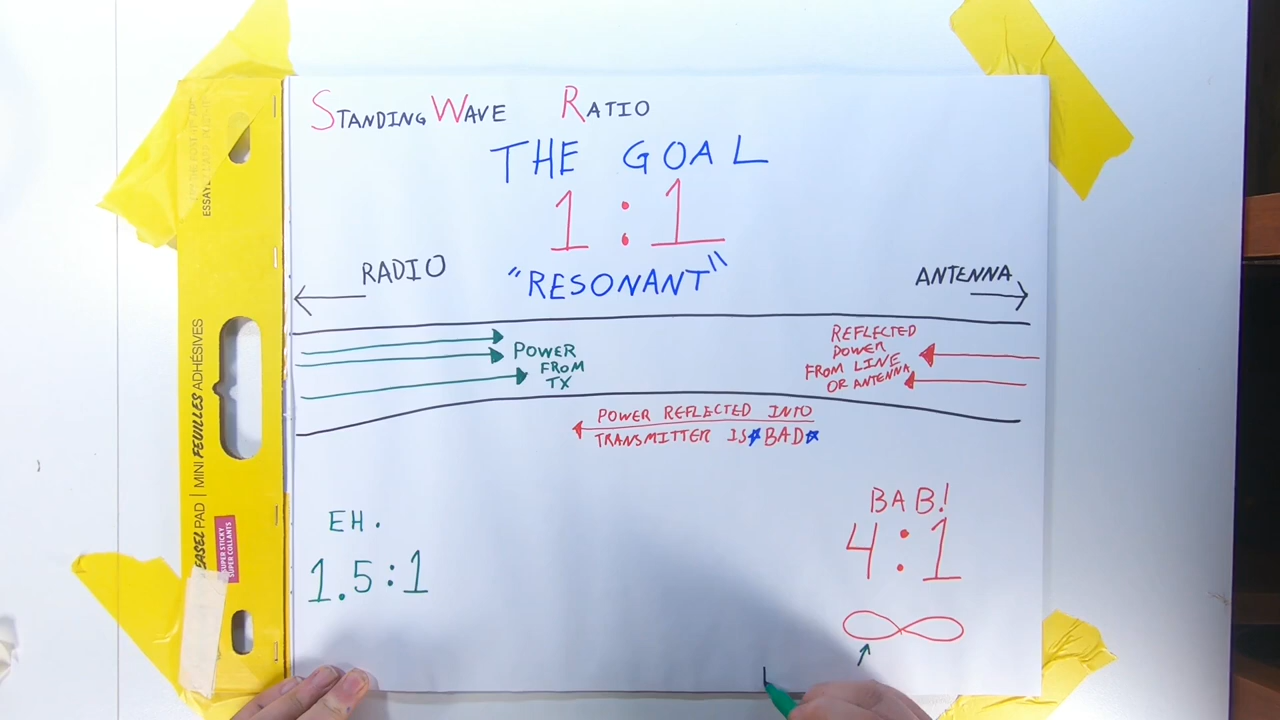 STANDING WAVE RATIO
THE GOAL
1:1
"RESONANT"
RADIO
ANTENNA
POWER
FROM
TX
REFLECTED
POWER
FROM LINE
OR ANTENNA
POWER REFLECTED INTO
TRANSMITTER IS BAD
EH.
1.5:1
BAB!
4:1
∞
EASEL PAD | MINI FEUILLES ADHÉSIVES
SUPER STICKY
SUPER COLLANTS